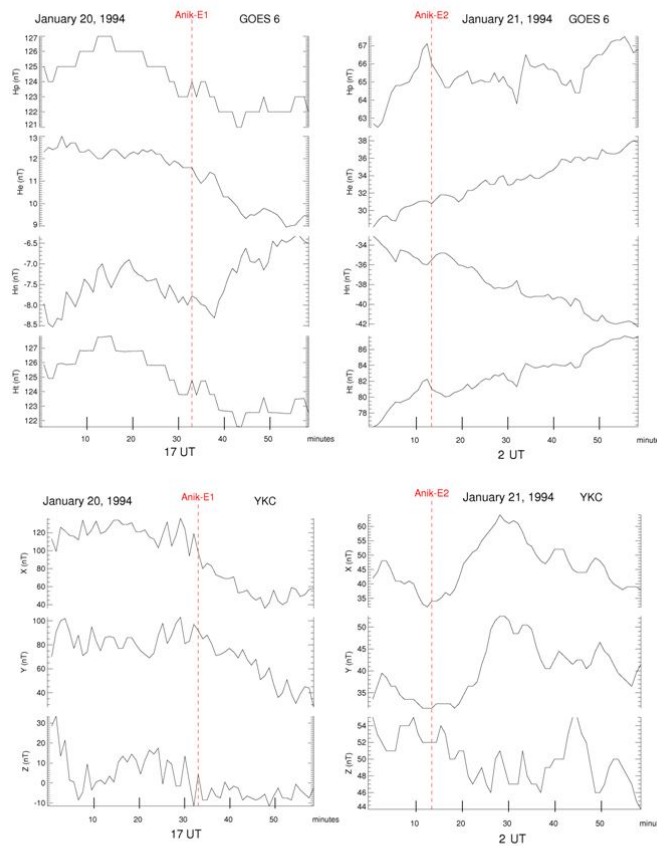 January 20, 1994 Anik-E1 GOES 6
Hp (nT)
127
126
125
124
123
122
121
He (nT)
13
12
11
10
9
Hn (nT)
-6.5
-7.0
-7.5
-8.0
-8.5
Ht (nT)
127
126
125
124
123
122
10 20 30 40 50 minutes
17 UT
January 21, 1994 Anik-E2 GOES 6
Hp (nT)
67
66
65
64
63
He (nT)
38
36
34
32
30
Hn (nT)
-34
-36
-38
-40
-42
Ht (nT)
86
84
82
80
78
10 20 30 40 50 minutes
2 UT
January 20, 1994 Anik-E1 YKC
X (nT)
120
100
80
60
40
Y (nT)
100
80
60
40
Z (nT)
30
20
10
0
-10
10 20 30 40 50 minutes
17 UT
Anik-E2 January 21, 1994 YKC
X (nT)
60
55
50
45
40
35
Y (nT)
50
45
40
35
Z (nT)
54
52
50
48
46
44
10 20 30 40 50 minutes
2 UT